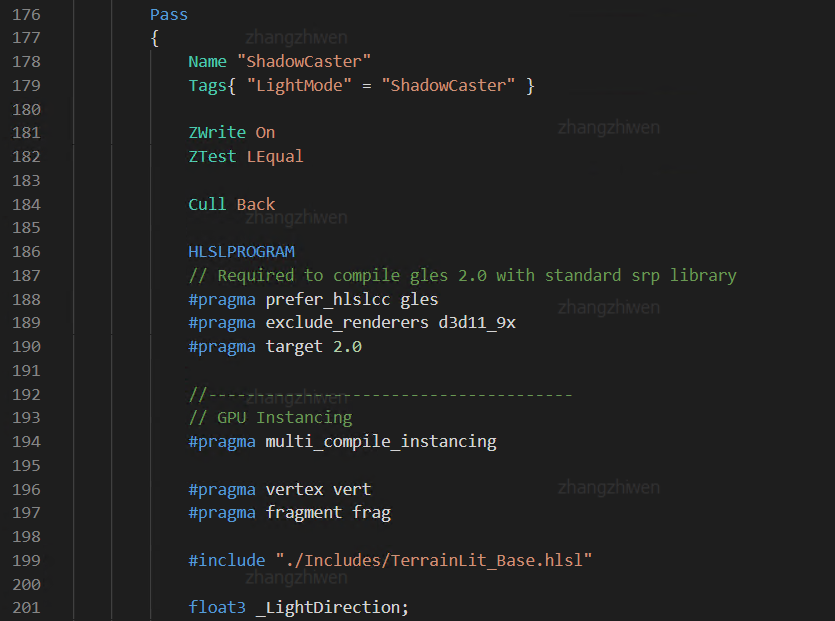 176 Pass
177 {
178 Name "ShadowCaster"
179 Tags{ "LightMode" = "ShadowCaster" }
180
181 ZWrite On
182 ZTest LEqual
183
184 Cull Back
185
186 HLSLPROGRAM
187 // Required to compile gles 2.0 with standard srp library
188 #pragma prefer_hlslcc gles
189 #pragma exclude_renderers d3d11_9x
190 #pragma target 2.0
191
192 //--------------------------------------
193 // GPU Instancing
194 #pragma multi_compile_instancing
195
196 #pragma vertex vert
197 #pragma fragment frag
198
199 #include "./Includes/TerrainLit_Base.hlsl"
200
201 float3 _LightDirection;
zhangzhiwen
zhangzhiwen
zhangzhiwen
zhangzhiwen
zhangzhiwen
zhangzhiwen
zhangzhiwen